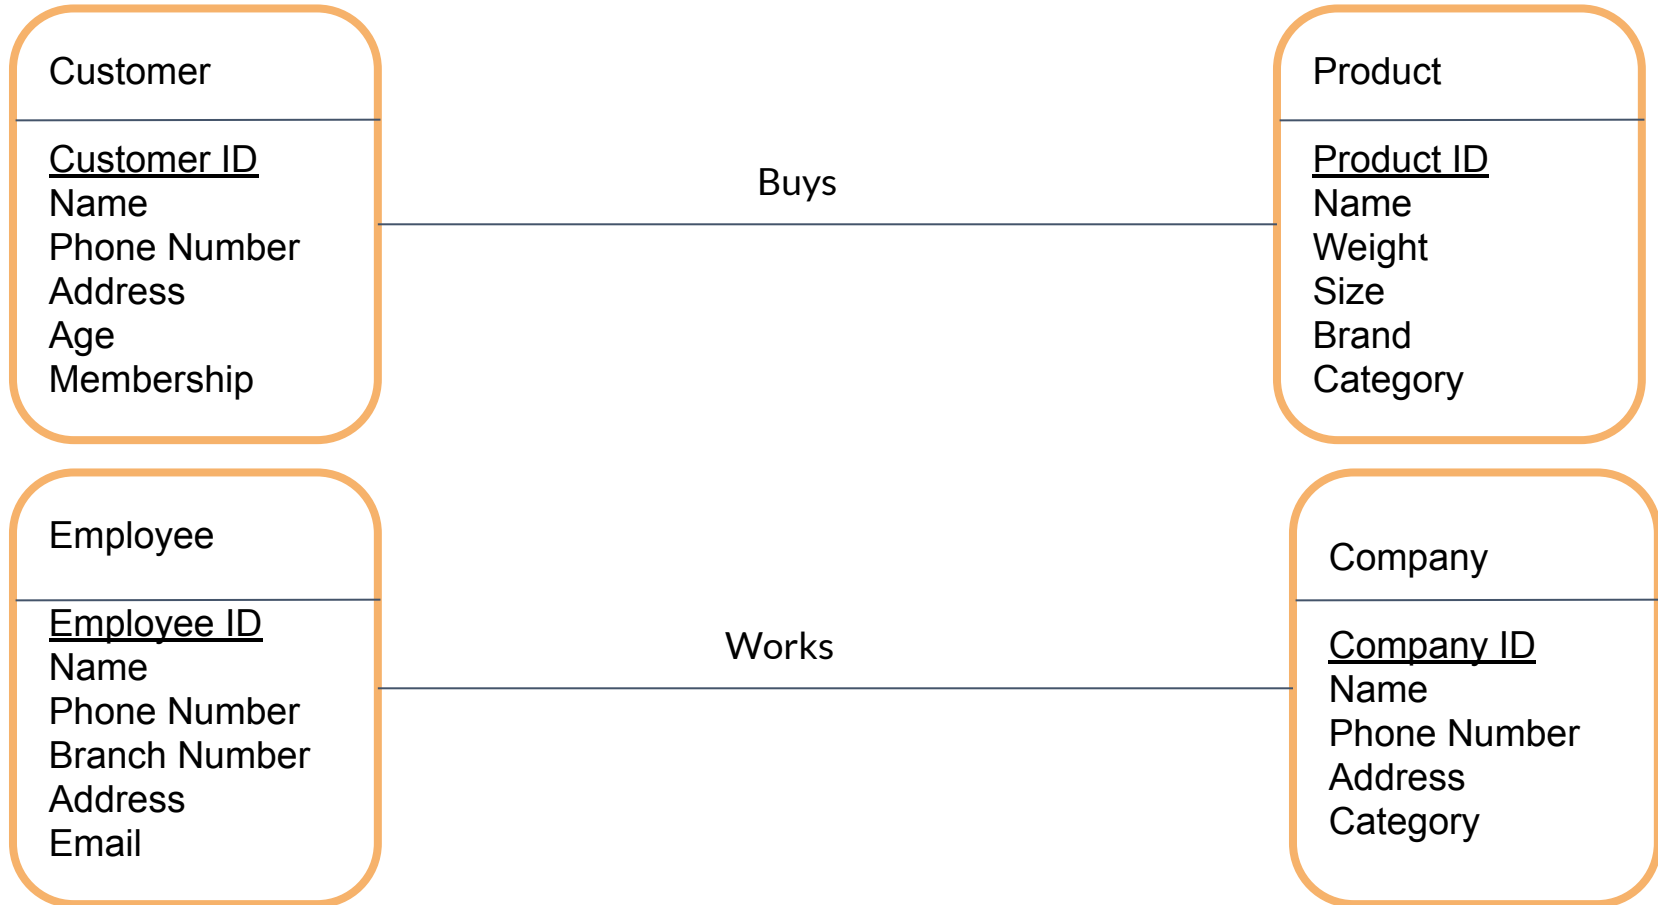 Customer
Customer ID
Name
Phone Number
Address
Age
Membership
Buys
Product
Product ID
Name
Weight
Size
Brand
Category
Employee
Employee ID
Name
Phone Number
Branch Number
Address
Email
Works
Company
Company ID
Name
Phone Number
Address
Category